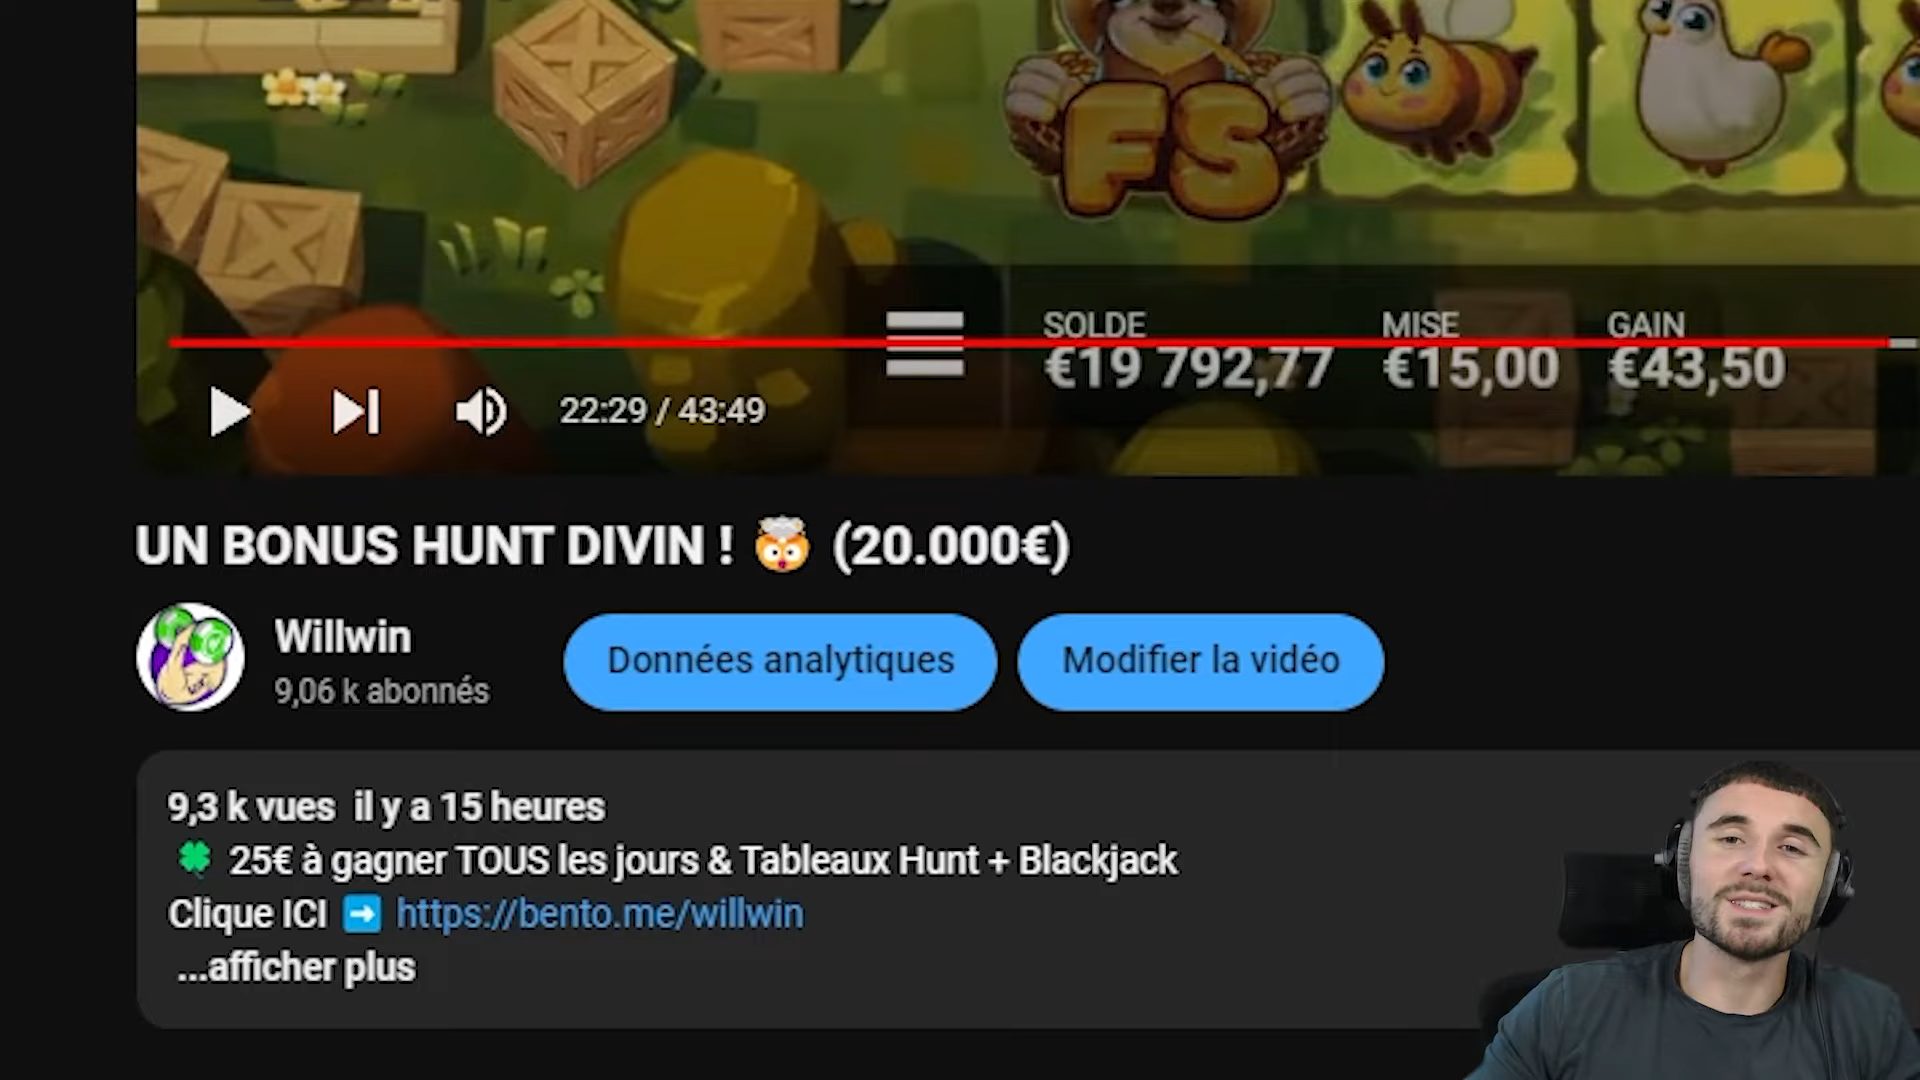 FS
SOLDE MISE GAIN
€19 792,77 €15,00 €43,50
22:29 / 43:49
UN BONUS HUNT DIVIN ! 🤯 (20.000€)
Willwin
9,06 k abonnés
Données analytiques
Modifier la vidéo
9,3 k vues il y a 15 heures
🍀 25€ à gagner TOUS les jours & Tableaux Hunt + Blackjack
Clique ICI ➡️ https://bento.me/willwin
...afficher plus